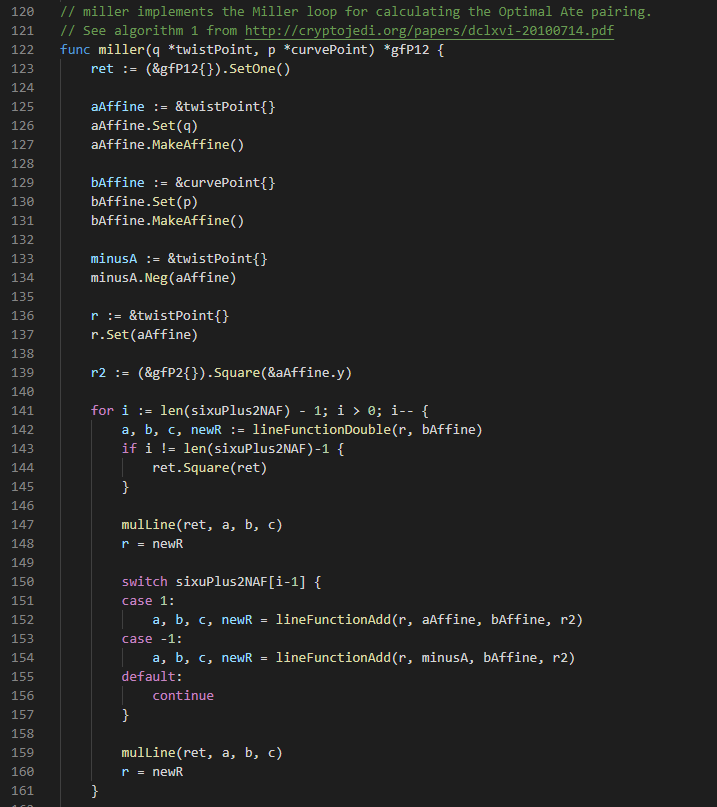 120 // miller implements the Miller loop for calculating the Optimal Ate pairing.
121 // See algorithm 1 from http://cryptojedi.org/papers/dclxvi-20100714.pdf
122 func miller(q *twistPoint, p *curvePoint) *gfP12 {
123     ret := (&gfP12{}).SetOne()
124
125     aAffine := &twistPoint{}
126     aAffine.Set(q)
127     aAffine.MakeAffine()
128
129     bAffine := &curvePoint{}
130     bAffine.Set(p)
131     bAffine.MakeAffine()
132
133     minusA := &twistPoint{}
134     minusA.Neg(aAffine)
135
136     r := &twistPoint{}
137     r.Set(aAffine)
138
139     r2 := (&gfP2{}).Square(&aAffine.y)
140
141     for i := len(sixuPlus2NAF) - 1; i > 0; i-- {
142         a, b, c, newR := lineFunctionDouble(r, bAffine)
143         if i != len(sixuPlus2NAF)-1 {
144             ret.Square(ret)
145         }
146
147         mulLine(ret, a, b, c)
148         r = newR
149
150         switch sixuPlus2NAF[i-1] {
151         case 1:
152             a, b, c, newR = lineFunctionAdd(r, aAffine, bAffine, r2)
153         case -1:
154             a, b, c, newR = lineFunctionAdd(r, minusA, bAffine, r2)
155         default:
156             continue
157         }
158
159         mulLine(ret, a, b, c)
160         r = newR
161     }